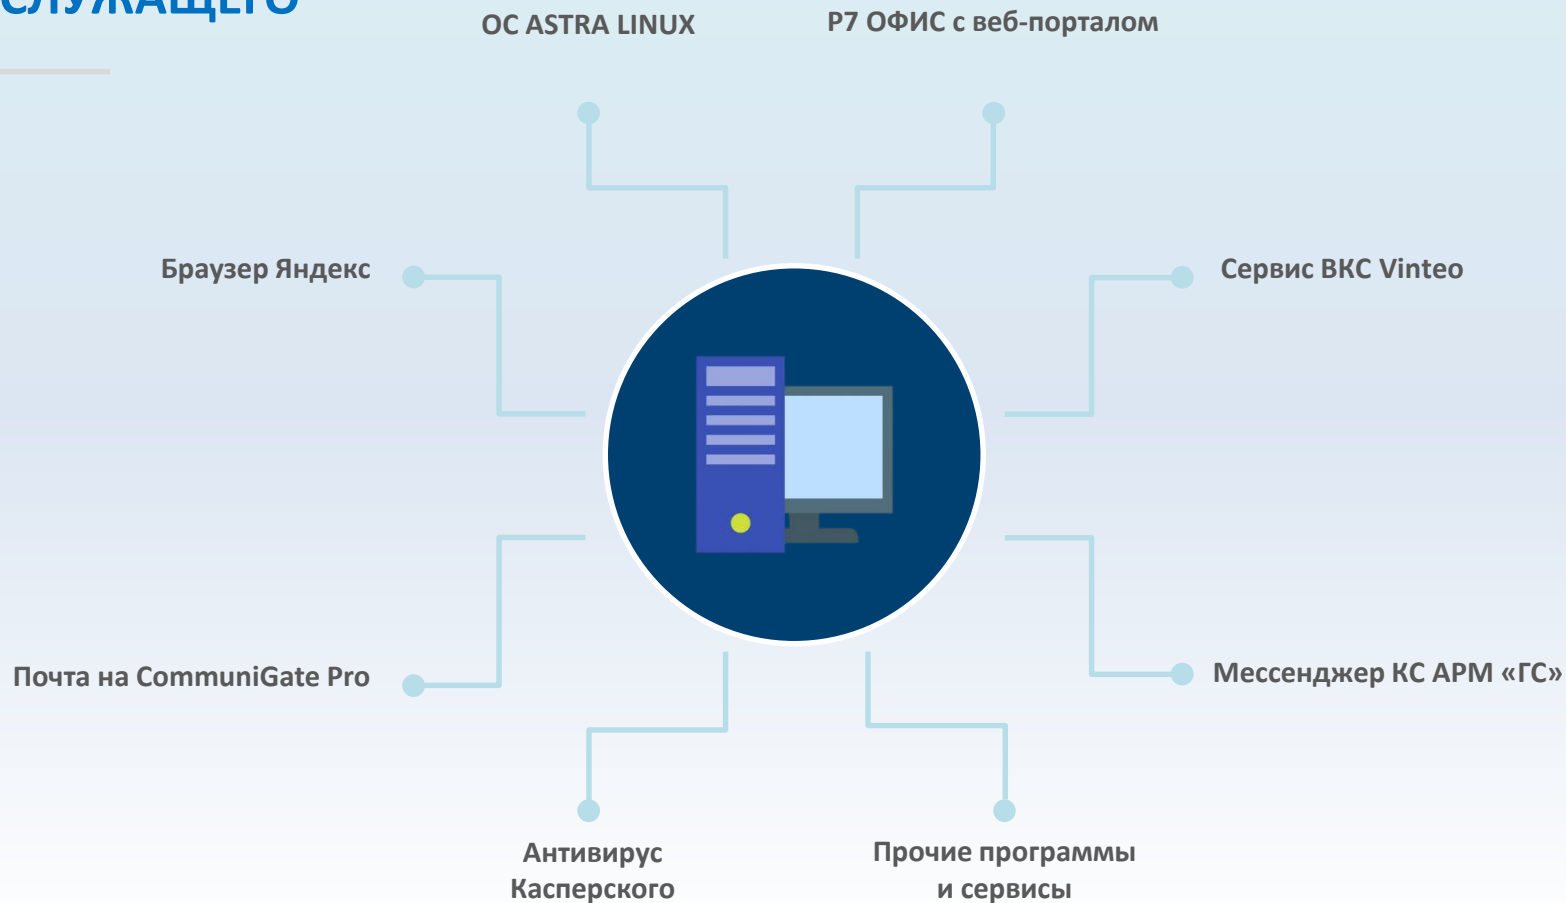 СЛУЖАЩЕГО
ОС ASTRA LINUX
Р7 ОФИС с веб-порталом
Браузер Яндекс
Сервис ВКС Vinteo
Почта на CommuniGate Pro
Мессенджер КС АРМ «ГС»
Антивирус
Касперского
Прочие программы
и сервисы